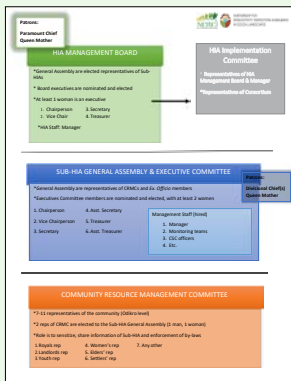 Patrons:
Paramount Chief
Queen Mother
HIA MANAGEMENT BOARD
*General Assembly are elected representatives of Sub-
HIAs
* Board executives are nominated and elected
*At least 1 woman is an executive
1. Chairperson 3. Secretary
2. Vice Chair 4. Treasurer
*HIA Staff: Manager
HIA Implementation
Committee
* Representatives of HIA
Management Board & Manager
*Representatives of Consortium
SUB-HIA GENERAL ASSEMBLY & EXECUTIVE COMMITTEE
*General Assembly are representatives of CRMCs and Ex. Officio members
*Executives Committee members are nominated and elected, with at least 2 women
1. Chairperson 4. Asst. Secretary
2. Vice Chairperson 5. Treasurer
3. Secretary 6. Asst. Treasurer
Management Staff (hired)
1. Manager
2. Monitoring teams
3. CSC officers
4. Etc.
Patrons:
Divisional Chief(s)
Queen Mother
COMMUNITY RESOURCE MANAGEMENT COMMITTEE
*7-11 representatives of the community (Odikro level)
*2 reps of CRMC are elected to the Sub-HIA General Assembly (1 man, 1 woman)
*Role is to sensitize, share information of Sub-HIA and enforcement of by-laws
1.Royals rep 4. Women's rep 7. Any other
2.Landlords rep 5. Elders' rep
3.Youth rep 6. Settlers' rep